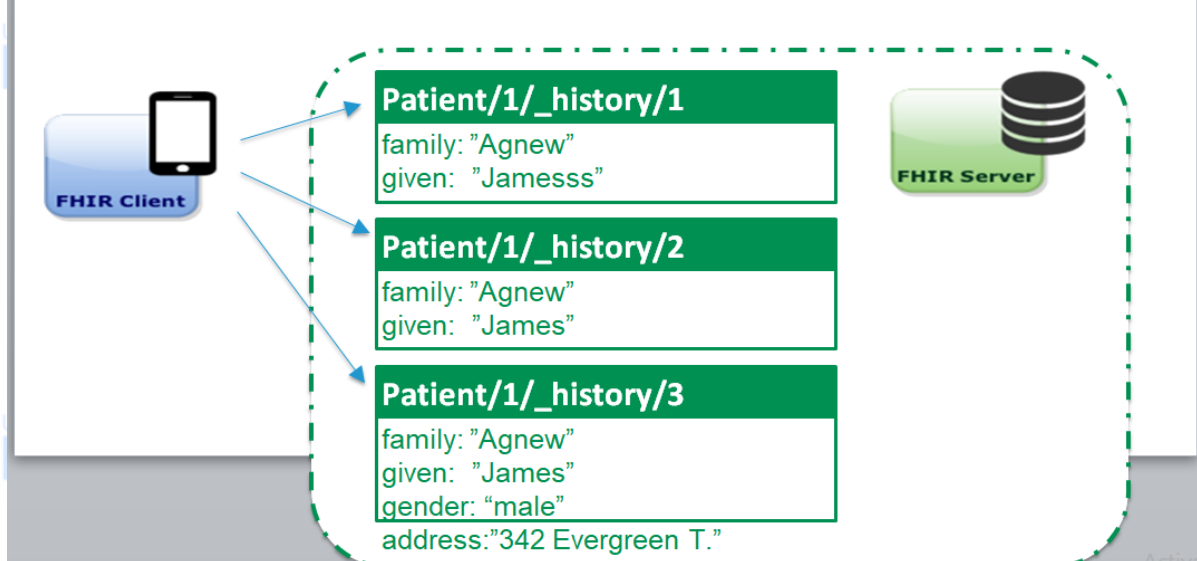 FHIR Client
Patient/1/_history/1
family: ”Agnew”
given: ”Jamesss”
FHIR Server
Patient/1/_history/2
family: ”Agnew”
given: ”James”
Patient/1/_history/3
family: ”Agnew”
given: ”James”
gender: “male”
address:”342 Evergreen T.”